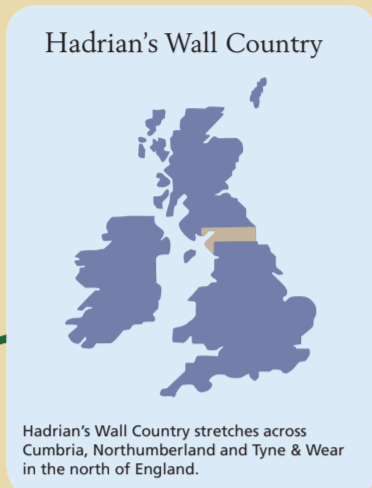 Hadrian’s Wall Country
Hadrian’s Wall Country stretches across
Cumbria, Northumberland and Tyne & Wear
in the north of England.